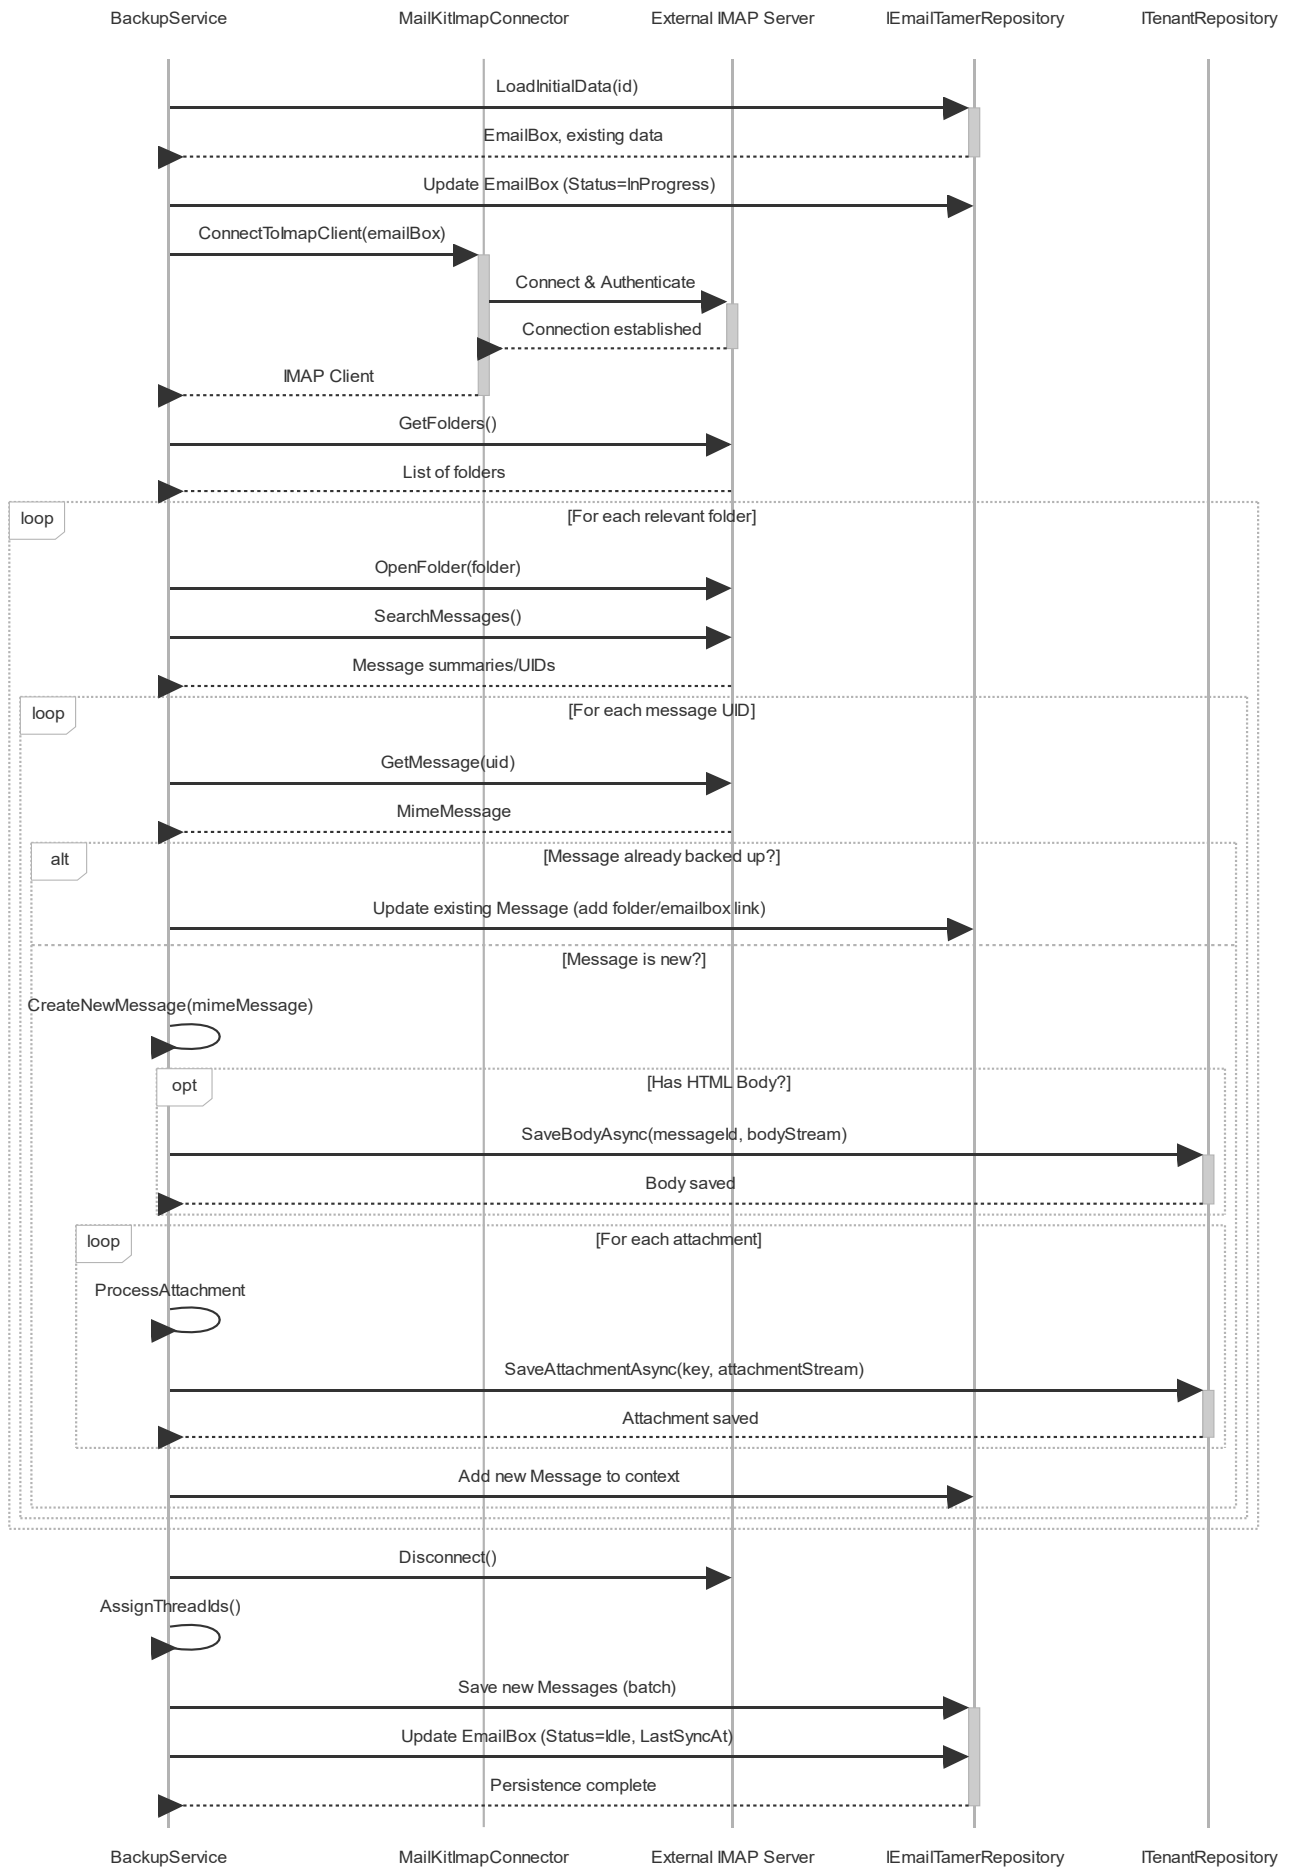 BackupService
MailKitImapConnector
External IMAP Server
IEmailTamerRepository
ITenantRepository
LoadInitialData(id)
EmailBox, existing data
Update EmailBox (Status=InProgress)
ConnectToImapClient(emailBox)
Connect & Authenticate
Connection established
IMAP Client
GetFolders()
List of folders
loop
[For each relevant folder]
OpenFolder(folder)
SearchMessages()
Message summaries/UIDs
loop
[For each message UID]
GetMessage(uid)
MimeMessage
alt
[Message already backed up?]
Update existing Message (add folder/emailbox link)
[Message is new?]
CreateNewMessage(mimeMessage)
opt
[Has HTML Body?]
SaveBodyAsync(messageId, bodyStream)
Body saved
loop
[For each attachment]
ProcessAttachment
SaveAttachmentAsync(key, attachmentStream)
Attachment saved
Add new Message to context
Disconnect()
AssignThreadIds()
Save new Messages (batch)
Update EmailBox (Status=Idle, LastSyncAt)
Persistence complete
BackupService
MailKitImapConnector
External IMAP Server
IEmailTamerRepository
ITenantRepository